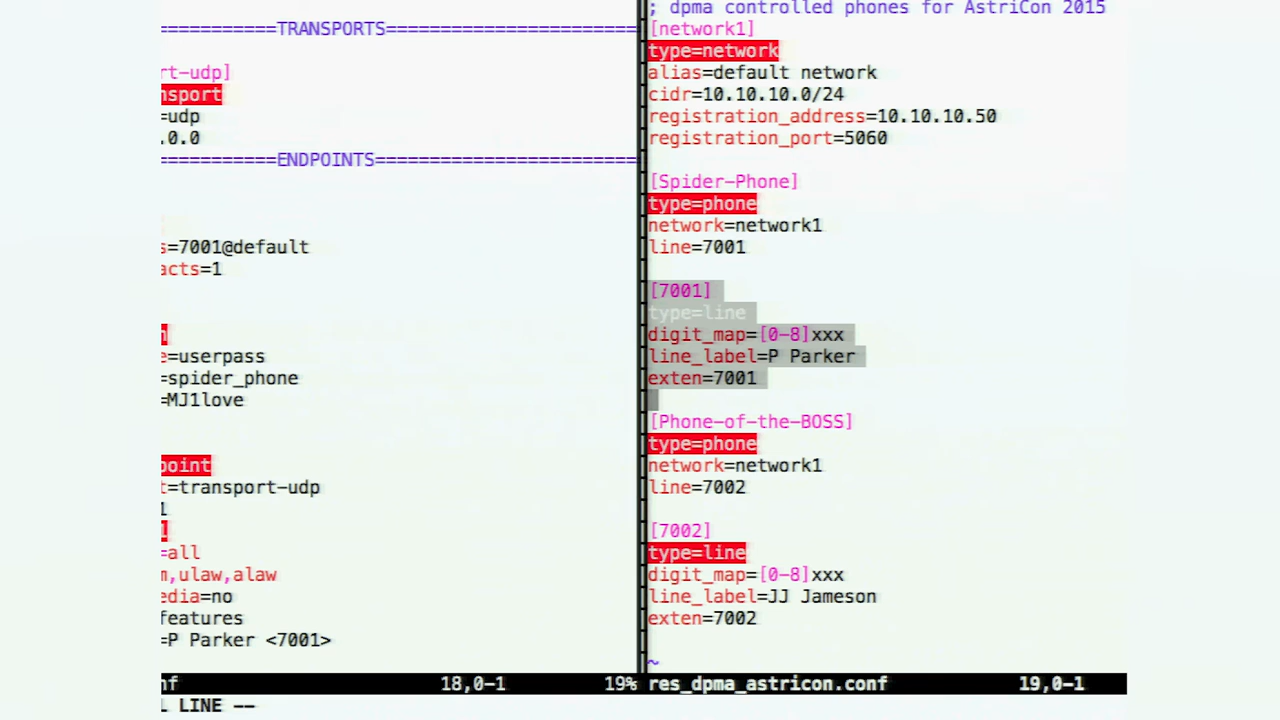 ===========TRANSPORTS=======================
rt-udp]
nsport
=udp
.0.0
===========ENDPOINTS========================
s=7001@default
acts=1
e=userpass
=spider_phone
=MJ1love
point
t=transport-udp
1
=all
m,ulaw,alaw
edia=no
features
=P Parker <7001>
nf 18,0-1 19%
L LINE --
; dpma controlled phones for AstriCon 2015
[network1]
type=network
alias=default network
cidr=10.10.10.0/24
registration_address=10.10.10.50
registration_port=5060
[Spider-Phone]
type=phone
network=network1
line=7001
[7001]
type=line
digit_map=[0-8]xxx
line_label=P Parker
exten=7001
[Phone-of-the-BOSS]
type=phone
network=network1
line=7002
[7002]
type=line
digit_map=[0-8]xxx
line_label=JJ Jameson
exten=7002
~
res_dpma_astricon.conf 19,0-1